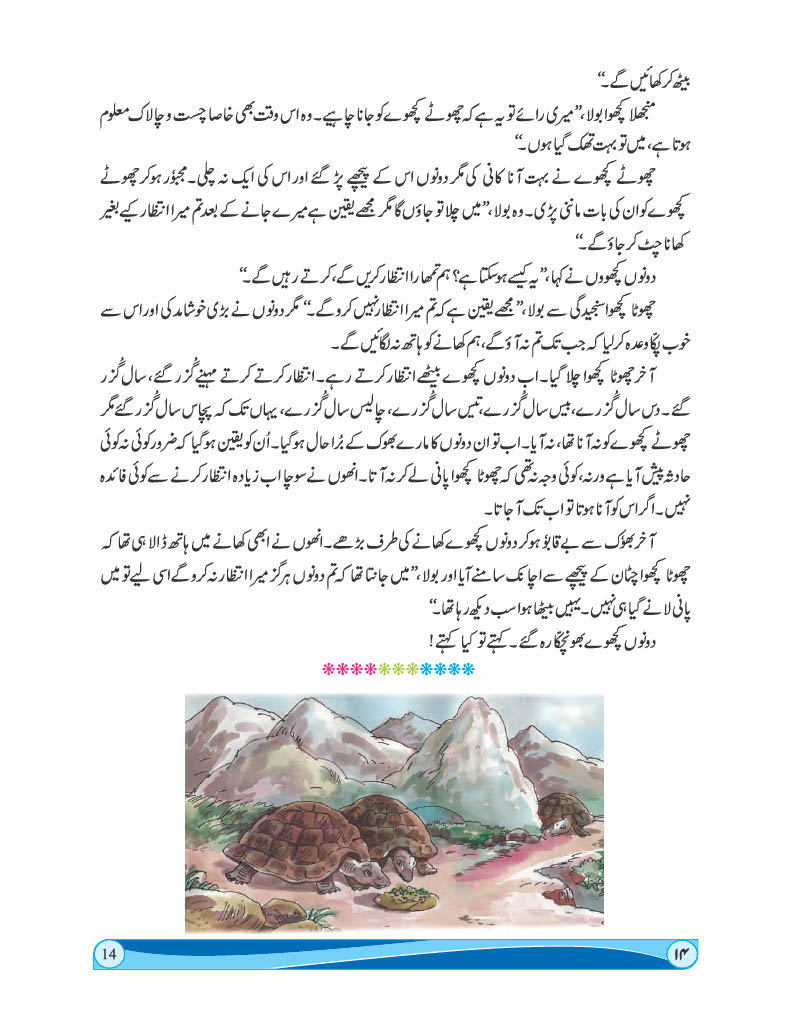 بیٹھ کر کھائیں گے۔“
منجھلا کچھوا بولا، ”میری رائے تو یہ ہے کہ چھوٹے کچھوے کو جانا چاہیے۔ وہ اس وقت بھی خاصا چست و چالاک معلوم
ہوتا ہے، میں تو بہت تھک گیا ہوں۔“
چھوٹے کچھوے نے بہت آنا کانی کی مگر دونوں اس کے پیچھے پڑ گئے اور اس کی ایک نہ چلی۔ مجبوٗر ہو کر چھوٹے
کچھوے کو ان کی بات ماننی پڑی۔ وہ بولا، ”میں چلا تو جاؤں گا مگر مجھے یقین ہے میرے جانے کے بعد تم میرا انتظار کیے بغیر
کھانا چٹ کر جاؤ گے۔“
دونوں کچھووں نے کہا، ”یہ کیسے ہو سکتا ہے؟ ہم تمھارا انتظار کریں گے، کرتے رہیں گے۔“
چھوٹا کچھوا سنجیدگی سے بولا، ”مجھے یقین ہے کہ تم میرا انتظار نہیں کرو گے۔“ مگر دونوں نے بڑی خوشامد کی اور اس سے
خوب پکّا وعدہ کر لیا کہ جب تک تم نہ آؤ گے، ہم کھانے کو ہاتھ نہ لگائیں گے۔
آخر چھوٹا کچھوا چلا گیا۔ اب دونوں کچھوے بیٹھے انتظار کرتے رہے۔ انتظار کرتے کرتے مہینے گُزر گئے، سال گُزر
گئے۔ دس سال گُزرے، بیس سال گُزرے، تیس سال گُزرے، چالیس سال گُزرے، یہاں تک کہ پچاس سال گُزر گئے مگر
چھوٹے کچھوے کو نہ آنا تھا، نہ آیا۔ اب تو ان دونوں کا مارے بھوک کے بُرا حال ہو گیا۔ اُن کو یقین ہو گیا کہ ضرور کوئی نہ کوئی
حادثہ پیش آیا ہے ورنہ، کوئی وجہ نہ تھی کہ چھوٹا کچھوا پانی لے کر نہ آتا۔ انھوں نے سوچا اب زیادہ انتظار کرنے سے کوئی فائدہ
نہیں۔ اگر اس کو آنا ہوتا تو اب تک آ جاتا۔
آخر بھوٗک سے بے قابوٗ ہو کر دونوں کچھوے کھانے کی طرف بڑھے۔ انھوں نے ابھی کھانے میں ہاتھ ڈالا ہی تھا کہ
چھوٹا کچھوا چٹان کے پیچھے سے اچانک سامنے آیا اور بولا، ”میں جانتا تھا کہ تم دونوں ہرگز میرا انتظار نہ کرو گے اسی لیے تو میں
پانی لانے گیا ہی نہیں۔ یہیں بیٹھا ہوا سب دیکھ رہا تھا۔“
دونوں کچھوے بھونچکّا رہ گئے۔ کہتے تو کیا کہتے!
14
۱۴